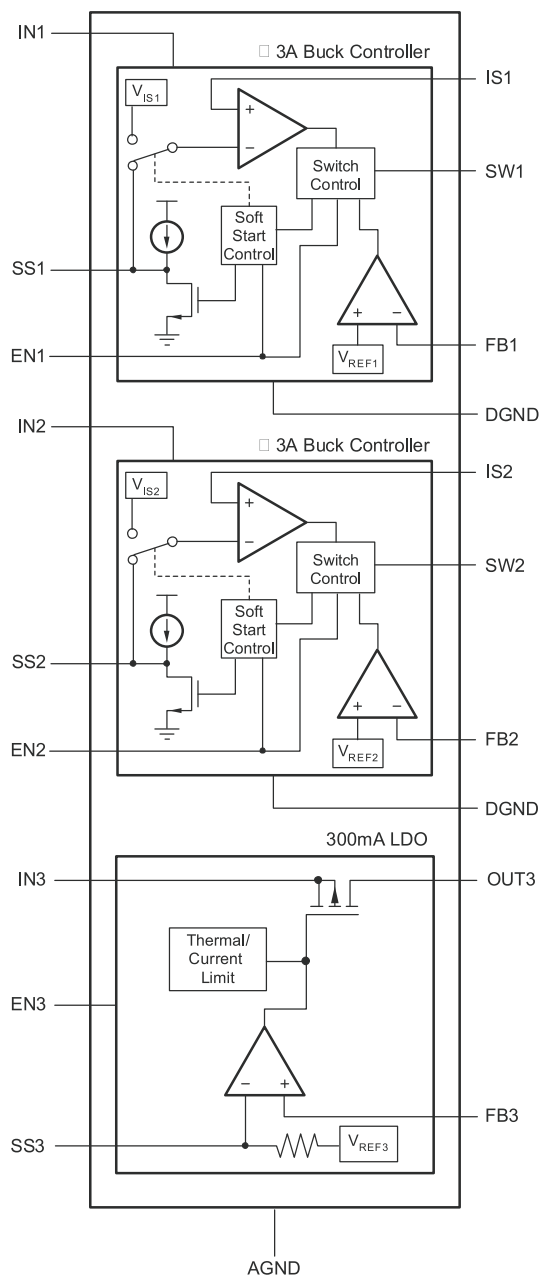 IN1
□ 3A Buck Controller
IS1
V_IS1
+
−
Switch
Control
SW1
Soft
Start
Control
SS1
+ −
EN1
V_REF1
FB1
DGND
IN2
□ 3A Buck Controller
IS2
V_IS2
+
−
Switch
Control
SW2
Soft
Start
Control
SS2
+ −
EN2
V_REF2
FB2
DGND
300mA LDO
IN3
OUT3
Thermal/
Current
Limit
EN3
− +
FB3
SS3
V_REF3
AGND